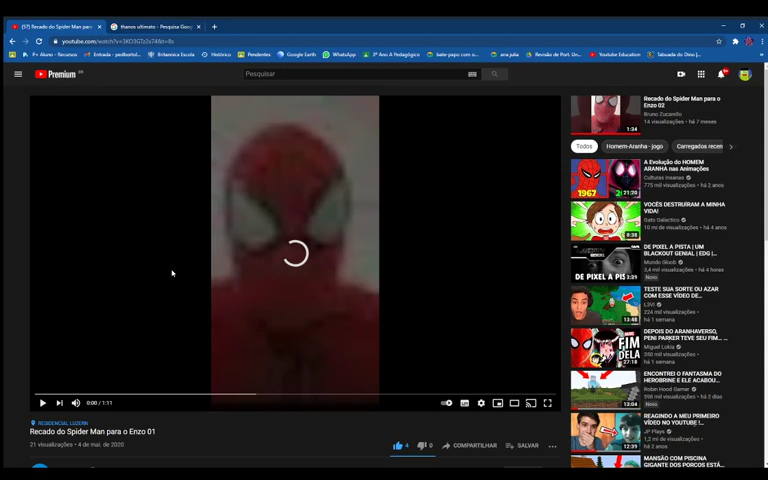 (57) Recado do Spider Man para
thanos ultimato - Pesquisa Goog
youtube.com/watch?v=
Apps
F+ Aluno - Recursos
Britannica Escola
Histórico
Pendentes
Google Earth
WhatsApp
2º Ano A Pedagógico
bate-papo com o
ana julia
Revisão de Port. Un
Youtube Education
Tabuada do Dino |
Premium
BR
Pesquisar
Recado do Spider Man para o
Enzo 02
Bruno Zucarello
14 visualizações • há 7 meses
1:34
Todos
Homem-Aranha - jogo
Carregados recen
A Evolução do HOMEM
ARANHA nas Animações
Culturas Insanas
775 mil visualizações • há 2 anos
1967
21:20
VOCÊS DESTRUÍRAM A MINHA
VIDA!
Gato Galactico
10 mi de visualizações • há 4 anos
8:38
DE PIXEL A PISTA | UM
BLACKOUT GENIAL | EDG |...
Mundo Gloob
3,4 mil visualizações • há 4 horas
Novo
DE PIXEL A PIS
3:39
TESTE SUA SORTE OU AZAR
COM ESSE VÍDEO DE...
224 mil visualizações •
há 1 semana
13:48
DEPOIS DO ARANHAVERSO,
PENI PARKER TEVE SEU FIM...
Miguel Lokia
350 mil visualizações •
há 1 semana
FIM
DELA
27:18
ENCONTREI O FANTASMA DO
HEROBRINE E ELE ACABOU...
Robin Hood Gamer
598 mil visualizações • há 2 dias
Novo
13:04
REAGINDO A MEU PRIMEIRO
VÍDEO NO YOUTUBE !...
JP Plays
1,2 mi de visualizações •
há 2 anos
12:39
MANSÃO COM PISCINA
GIGANTE DOS PORCOS ESTÁ...
0:00 / 1:11
RESIDENCIAL LUZERN
Recado do Spider Man para o Enzo 01
21 visualizações • 4 de mai. de 2020
4
0
COMPARTILHAR
SALVAR